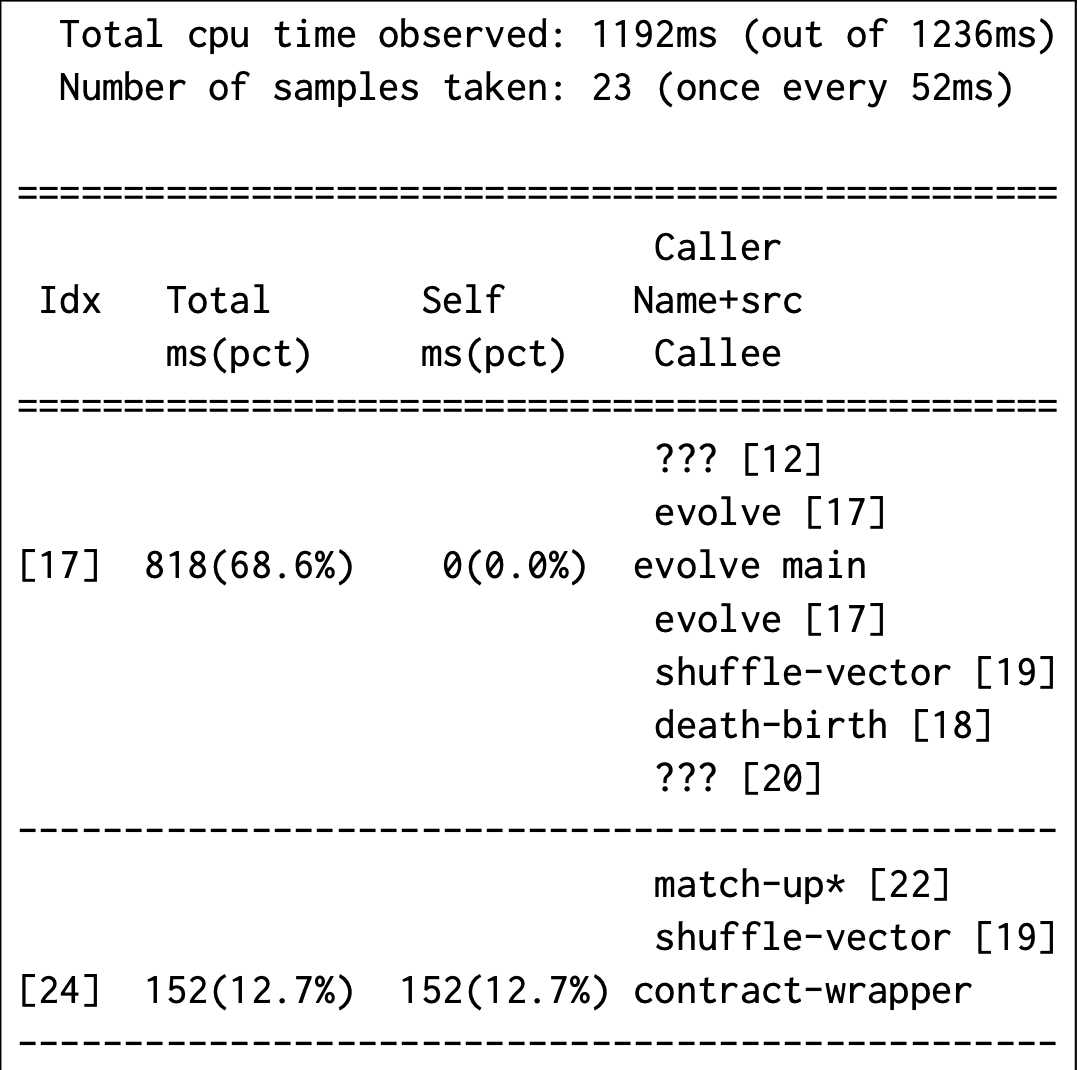 Total cpu time observed: 1192ms (out of 1236ms)
Number of samples taken: 23 (once every 52ms)
=================================================
Caller
Idx Total Self Name+src
ms(pct) ms(pct) Callee
=================================================
??? [12]
evolve [17]
[17] 818(68.6%) 0(0.0%) evolve main
evolve [17]
shuffle-vector [19]
death-birth [18]
??? [20]
-------------------------------------------------
match-up* [22]
shuffle-vector [19]
[24] 152(12.7%) 152(12.7%) contract-wrapper
-------------------------------------------------